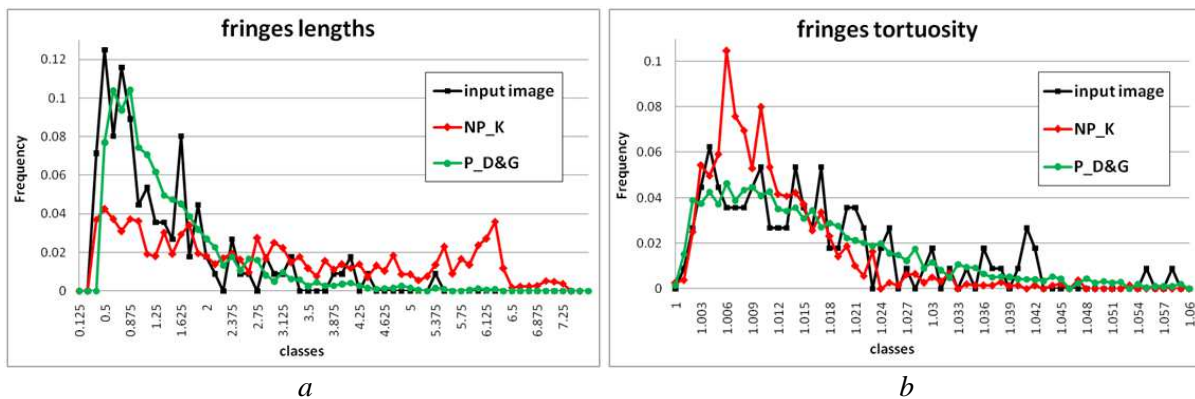 fringes lengths
0.12
0.1
0.08
0.06
0.04
0.02
0
Frequency
input image
NP_K
P_D&G
0.125 0.5 0.875 1.25 1.625 2 2.375 2.75 3.125 3.5 3.875 4.25 4.625 5 5.375 5.75 6.125 6.5 6.875 7.25
classes
a
fringes tortuosity
0.1
0.08
0.06
0.04
0.02
0
Frequency
input image
NP_K
P_D&G
1 1.003 1.006 1.009 1.012 1.015 1.018 1.021 1.024 1.027 1.03 1.033 1.036 1.039 1.042 1.045 1.048 1.051 1.054 1.057 1.06
classes
b